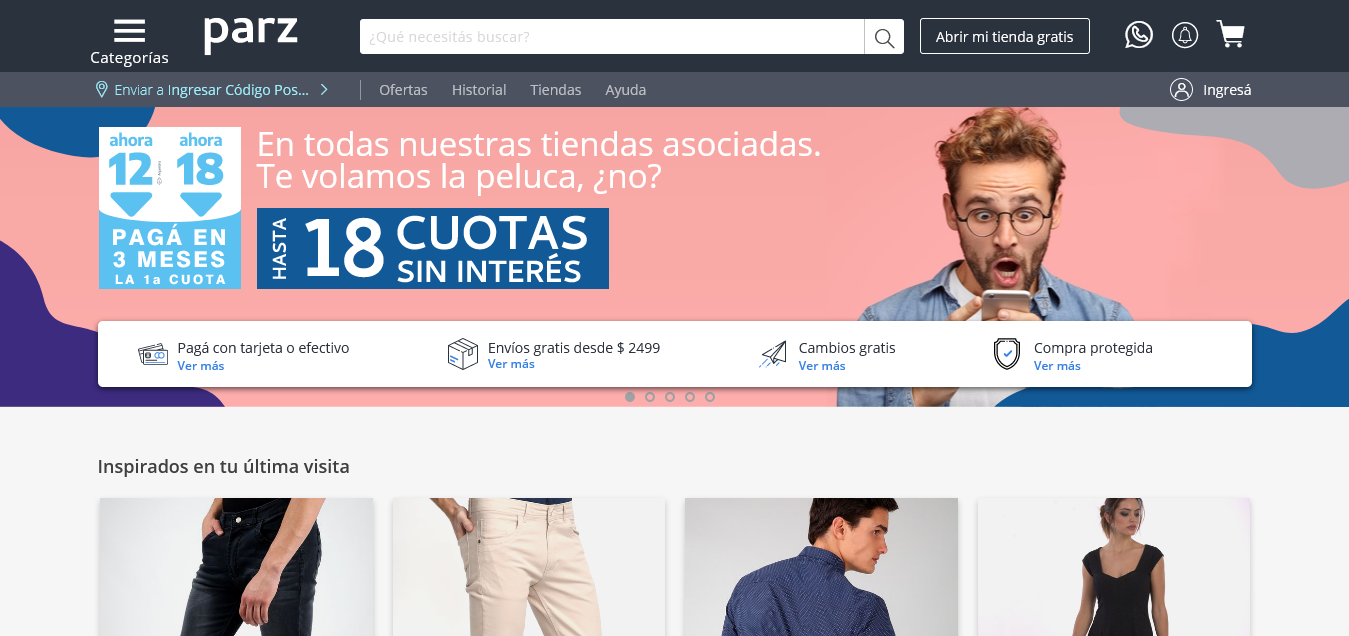 Categorías
parz
¿Qué necesitás buscar?
Abrir mi tienda gratis
Enviar a Ingresar Código Pos...
Ofertas
Historial
Tiendas
Ayuda
Ingresá
ahora 12
ahora 18
PAGÁ EN
3 MESES
LA 1a CUOTA
En todas nuestras tiendas asociadas.
Te volamos la peluca, ¿no?
HASTA
18 CUOTAS
SIN INTERÉS
Pagá con tarjeta o efectivo
Ver más
Envíos gratis desde $ 2499
Ver más
Cambios gratis
Ver más
Compra protegida
Ver más
Inspirados en tu última visita